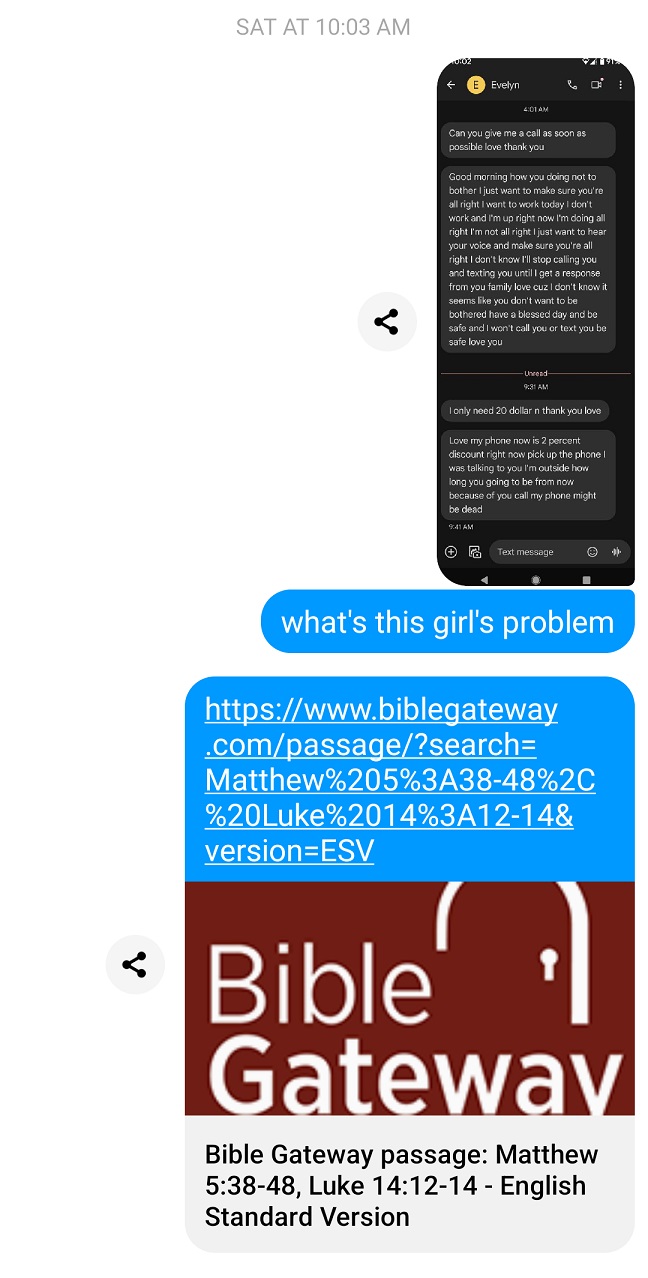 SAT AT 10:03 AM
10:02
91%
E
Evelyn
4:01 AM
Can you give me a call as soon as
possible love thank you
Good morning how you doing not to
bother I just want to make sure you're
all right I want to work today I don't
work and I'm up right now I'm doing all
right I'm not all right I just want to hear
your voice and make sure you're all
right I don't know I'll stop calling you
and texting you until I get a response
from you family love cuz I don't know it
seems like you don't want to be
bothered have a blessed day and be
safe and I won't call you or text you be
safe love you
Unread
9:31 AM
I only need 20 dollar n thank you love
Love my phone now is 2 percent
discount right now pick up the phone I
was talking to you I'm outside how
long you going to be from now
because of you call my phone might
be dead
9:41 AM
Text message
what's this girl's problem
https://www.biblegateway
.com/passage/?search=
Matthew%205%3A38-48%2C
%20Luke%2014%3A12-14&
version=ESV
Bible
Gateway
Bible Gateway passage: Matthew
5:38-48, Luke 14:12-14 - English
Standard Version